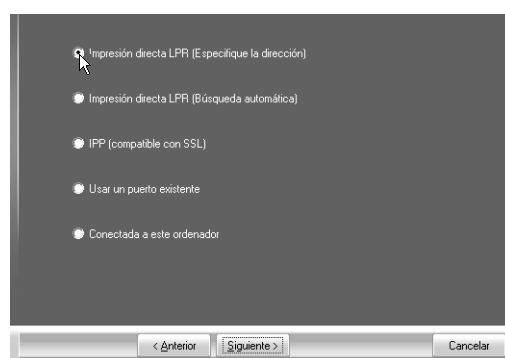 Impresión directa LPR (Especifique la dirección)
Impresión directa LPR (Búsqueda automática)
IPP (compatible con SSL)
Usar un puerto existente
Conectada a este ordenador
< Anterior Siguiente > Cancelar